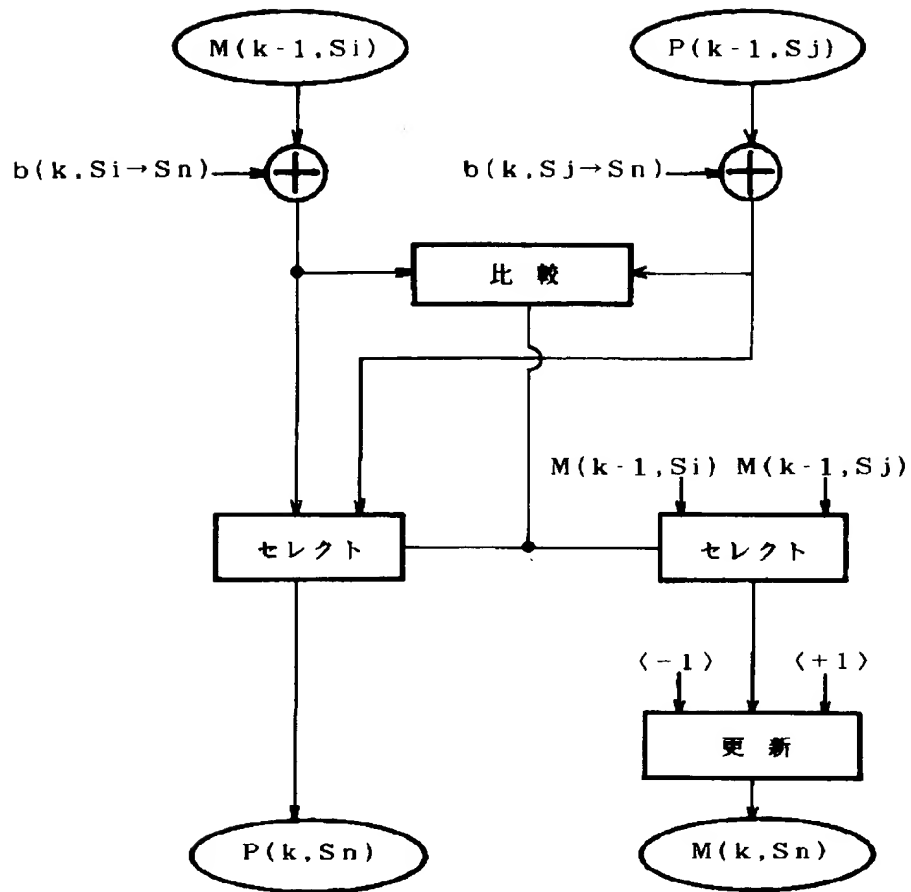 M(k-1,Si)
P(k-1,Sj)
b(k,Si→Sn)
b(k,Sj→Sn)
比較
M(k-1,Si) M(k-1,Sj)
セレクト
セレクト
〈-1〉
〈+1〉
更新
P(k,Sn)
M(k,Sn)